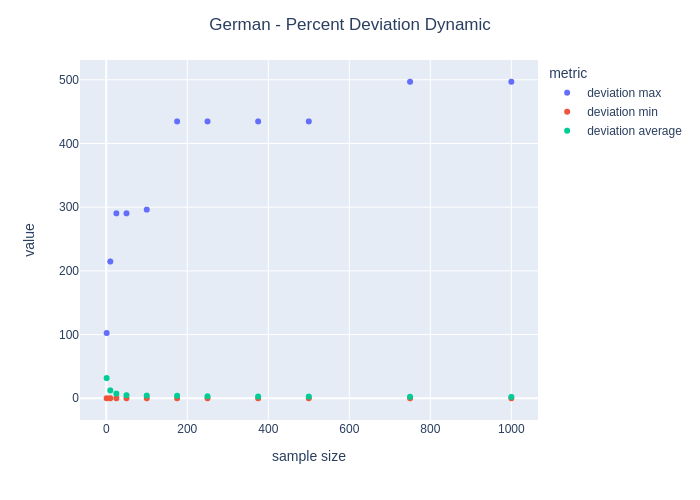 German - Percent Deviation Dynamic
metric
deviation max
deviation min
deviation average
value
500
400
300
200
100
0
0 200 400 600 800 1000
sample size